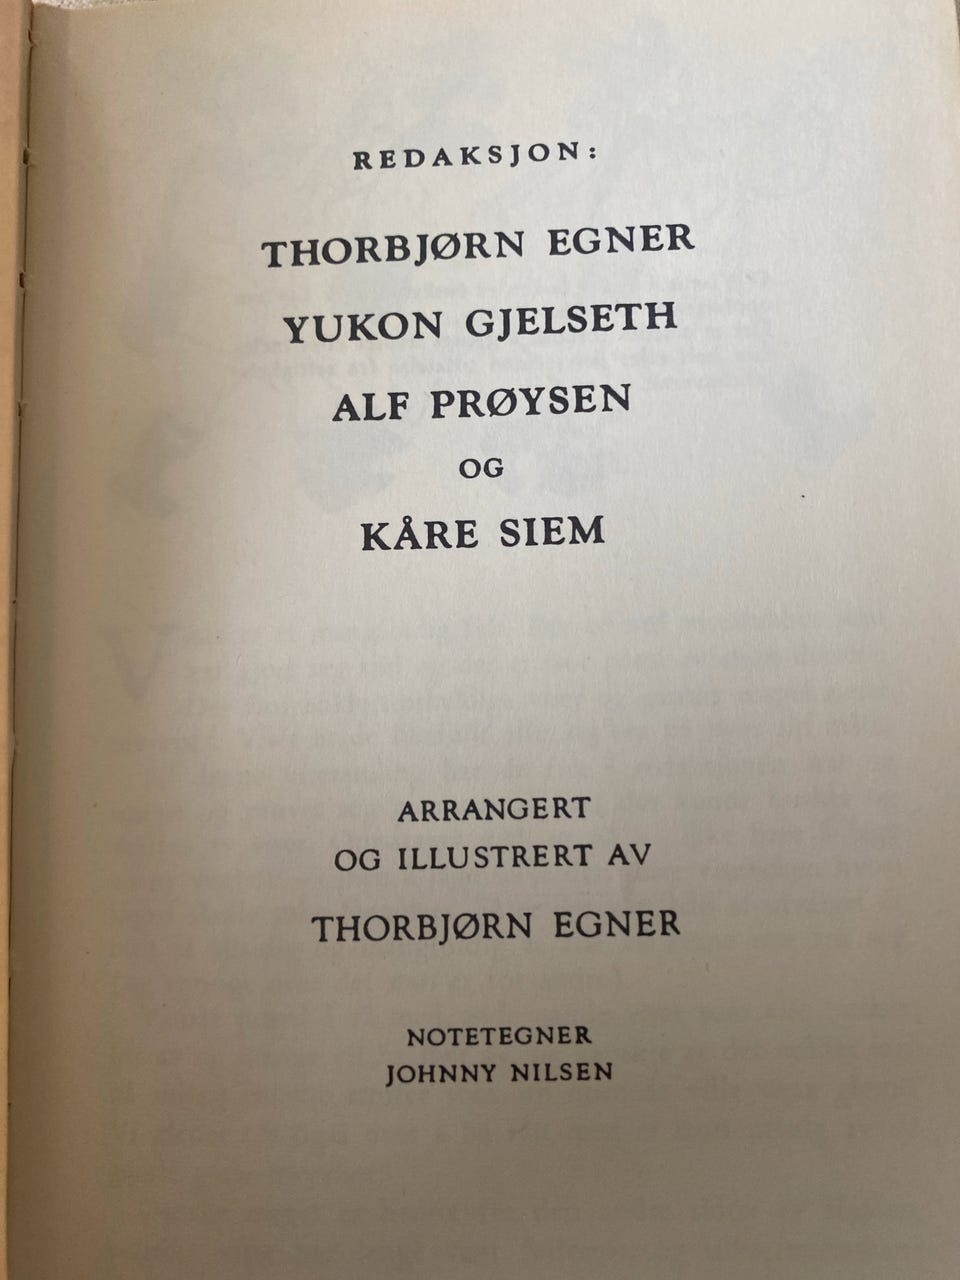 REDAKSJON:
THORBJØRN EGNER
YUKON GJELSETH
ALF PRØYSEN
OG
KÅRE SIEM
ARRANGERT
OG ILLUSTRERT AV
THORBJØRN EGNER
NOTETEGNER
JOHNNY NILSEN